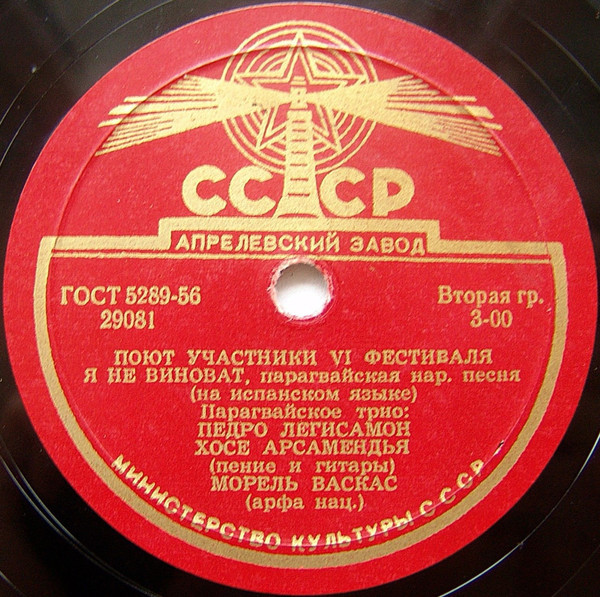 СССР
АПРЕЛЕВСКИЙ ЗАВОД
ГОСТ 5289-56
29081
Вторая гр.
3-00
ПОЮТ УЧАСТНИКИ VI ФЕСТИВАЛЯ
Я НЕ ВИНОВАТ, парагвайская нар. песня
(на испанском языке)
Парагвайское трио:
ПЕДРО ЛЕГИСАМОН
ХОСЕ АРСАМЕНДЬЯ
(пение и гитары)
МОРЕЛЬ ВАСКАС
(арфа нац.)
МИНИСТЕРСТВО КУЛЬТУРЫ СССР